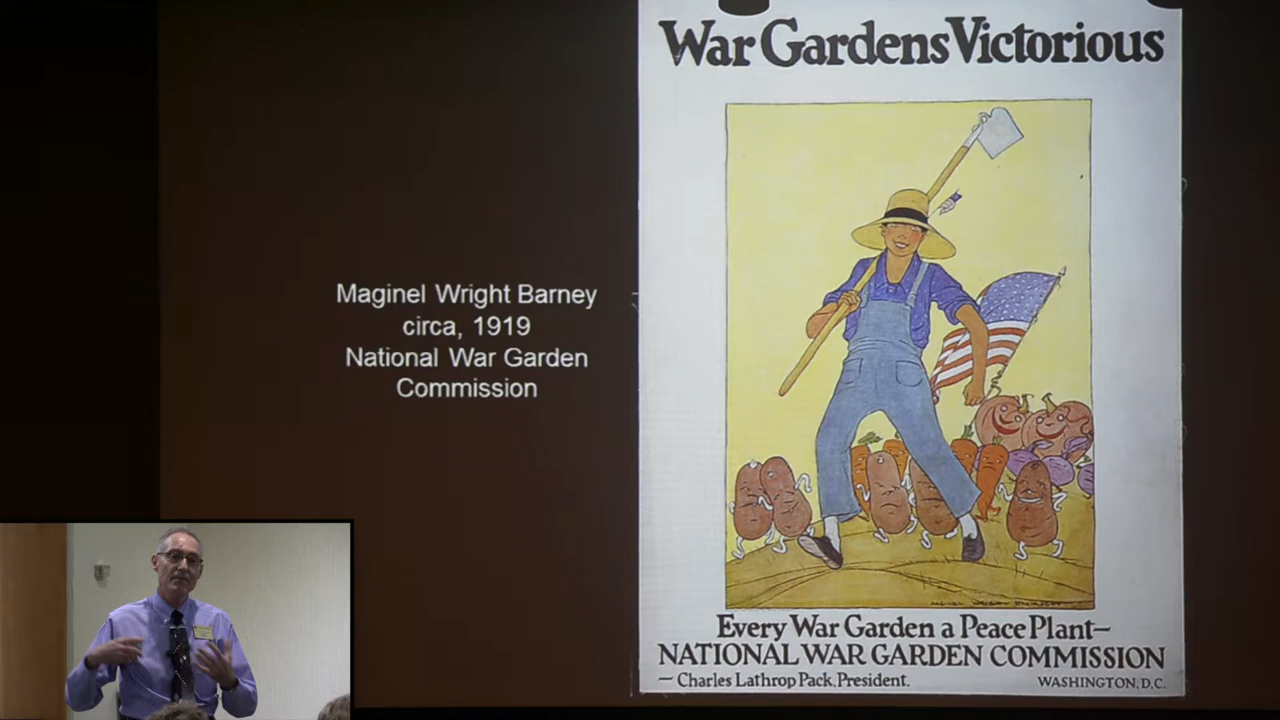 War Gardens Victorious
Maginel Wright Barney
circa, 1919
National War Garden
Commission
Every War Garden a Peace Plant—
NATIONAL WAR GARDEN COMMISSION
— Charles Lathrop Pack, President.
WASHINGTON, D.C.